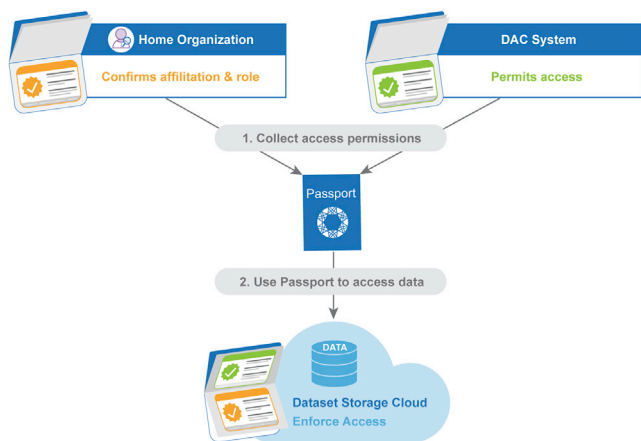 Home Organization
Confirms affilitation & role
DAC System
Permits access
1. Collect access permissions
Passport
2. Use Passport to access data
DATA
Dataset Storage Cloud
Enforce Access